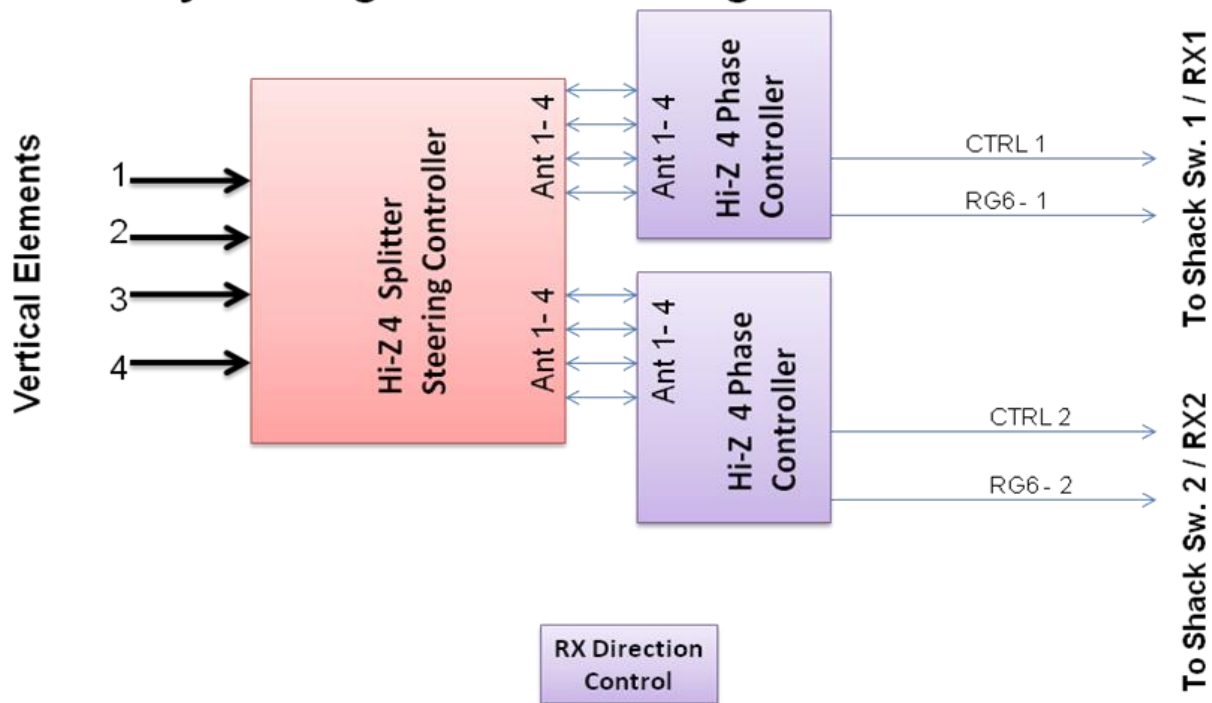 Vertical Elements
1
2
3
4
Hi-Z 4 Splitter
Steering Controller
Ant 1- 4
Ant 1- 4
Ant 1- 4
Hi-Z 4 Phase
Controller
Ant 1- 4
Hi-Z 4 Phase
Controller
CTRL 1
RG6 - 1
CTRL 2
RG6 - 2
To Shack Sw. 1 / RX1
To Shack Sw. 2 / RX2
RX Direction
Control